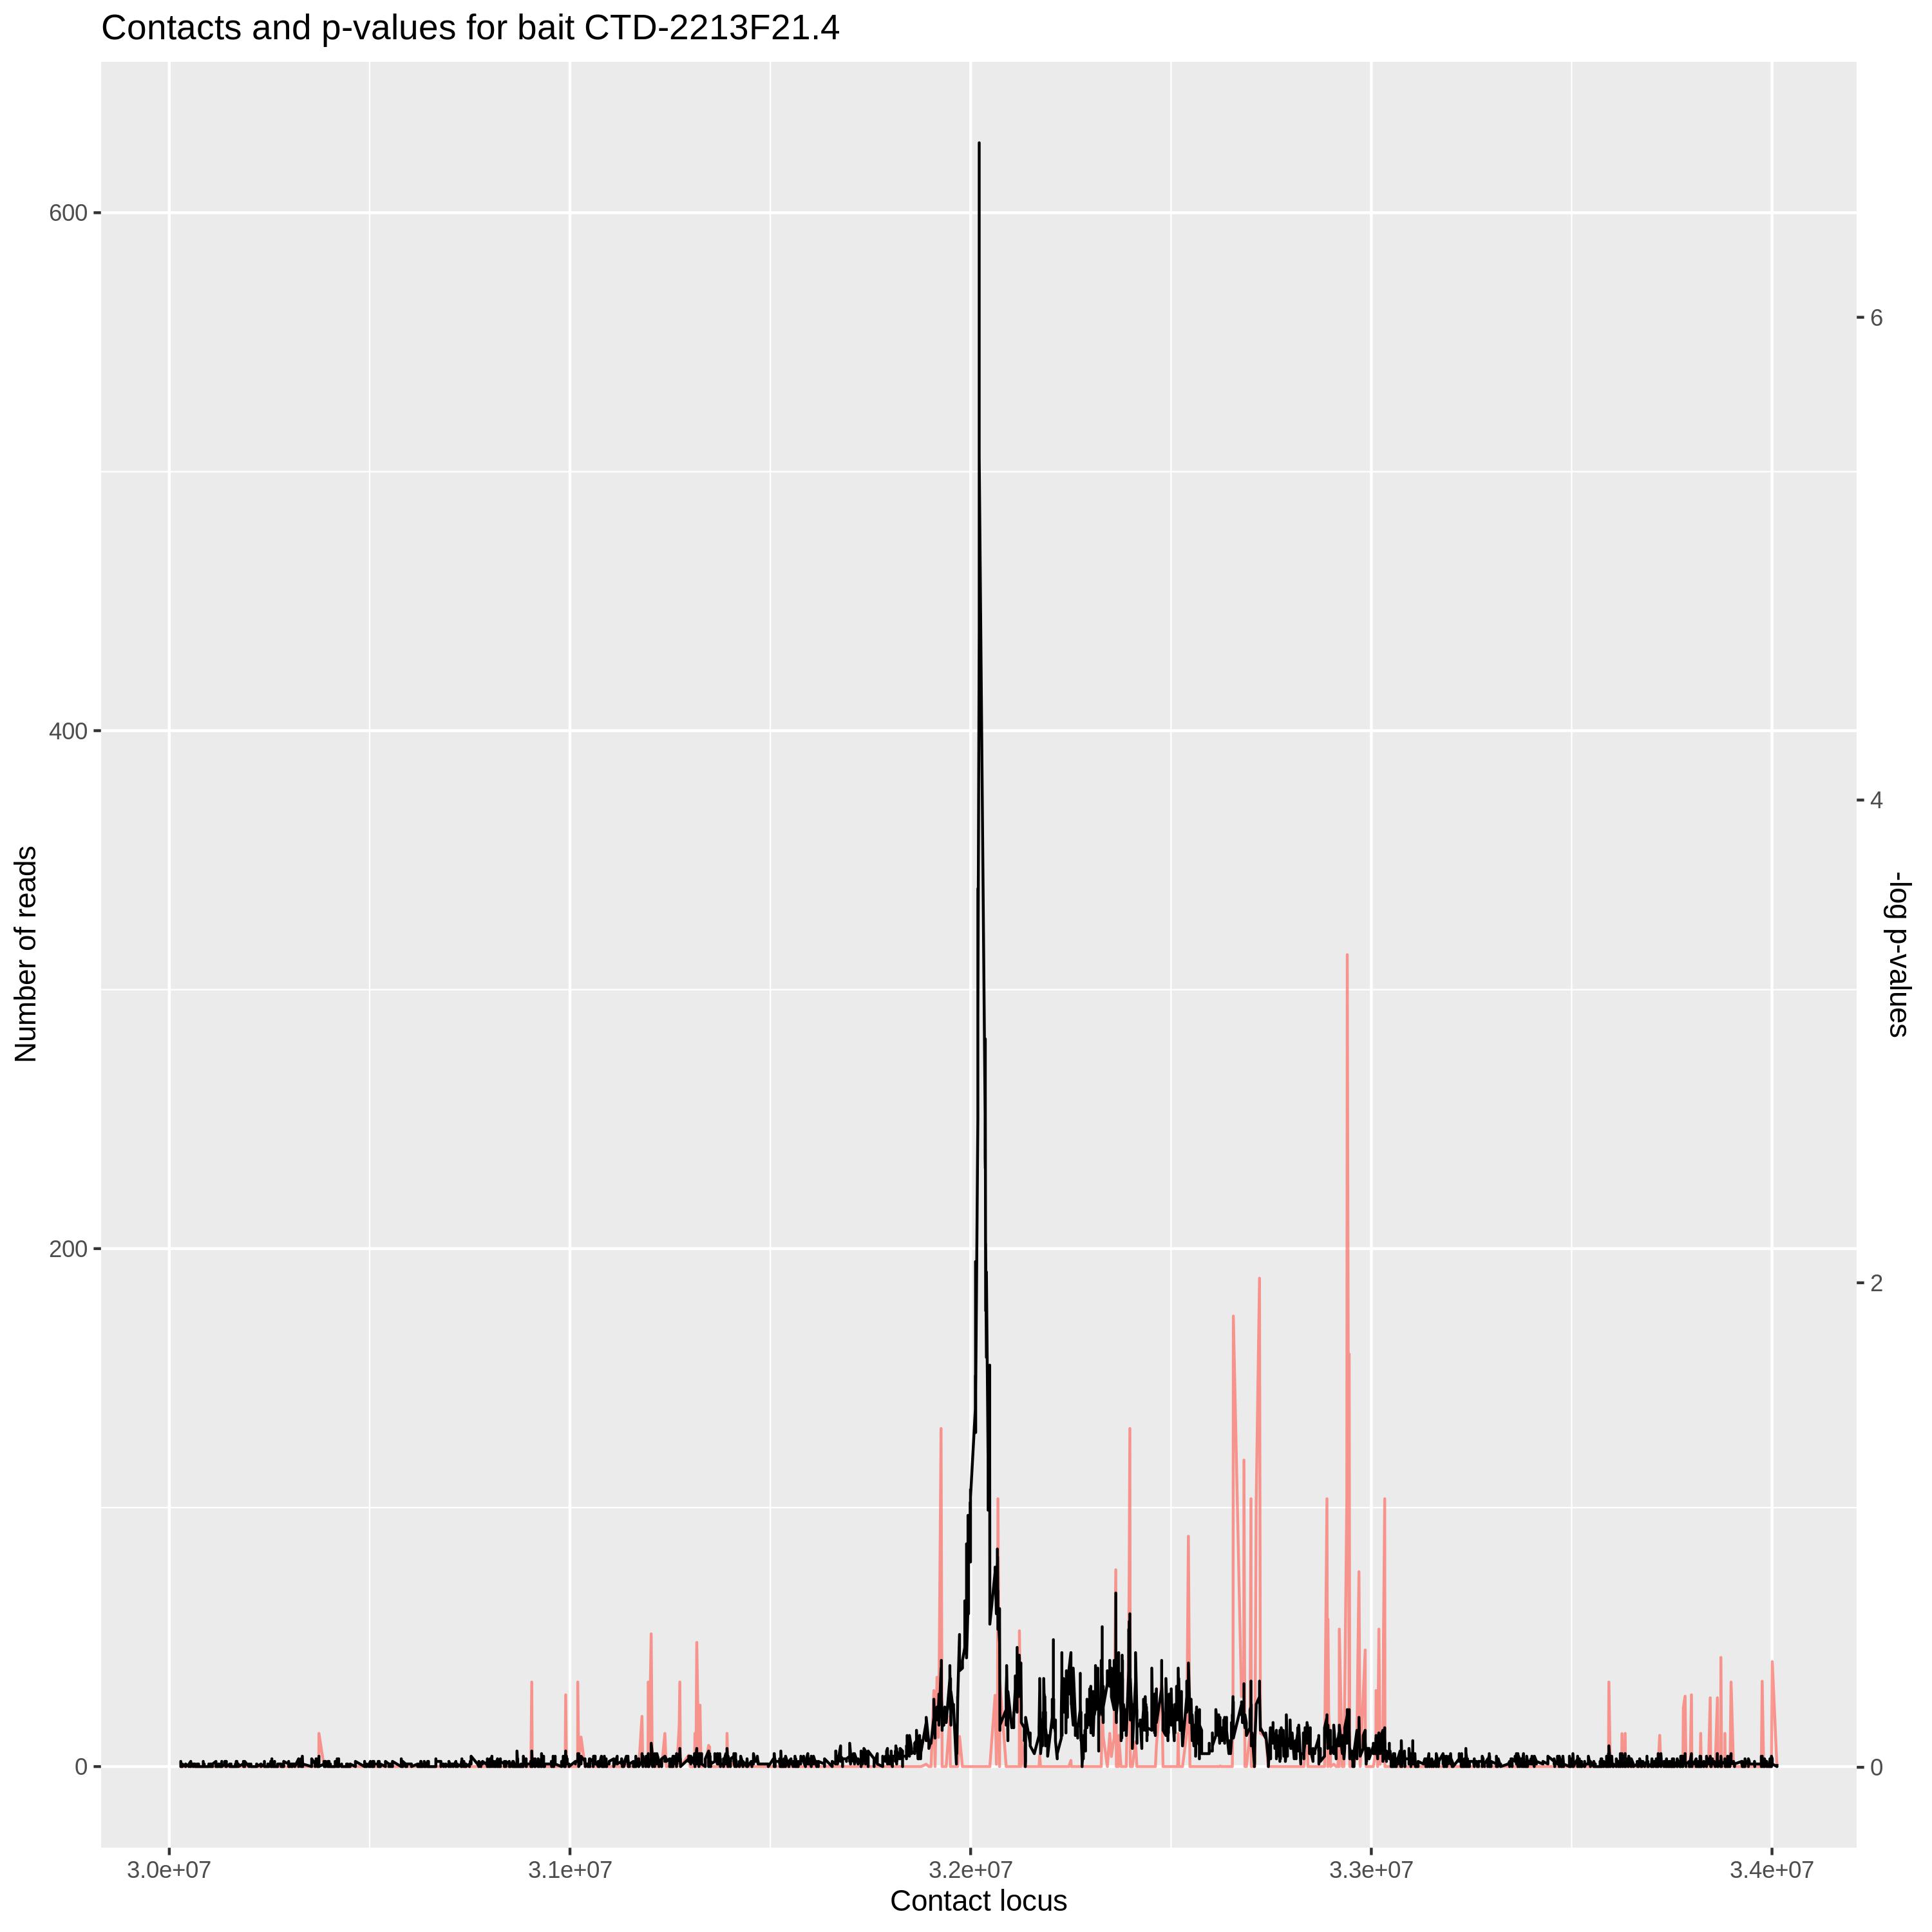 Contacts and p-values for bait CTD-2213F21.4
600
400
200
0
Number of reads
6
4
2
0
-log p-values
3.0e+07 3.1e+07 3.2e+07 3.3e+07 3.4e+07
Contact locus